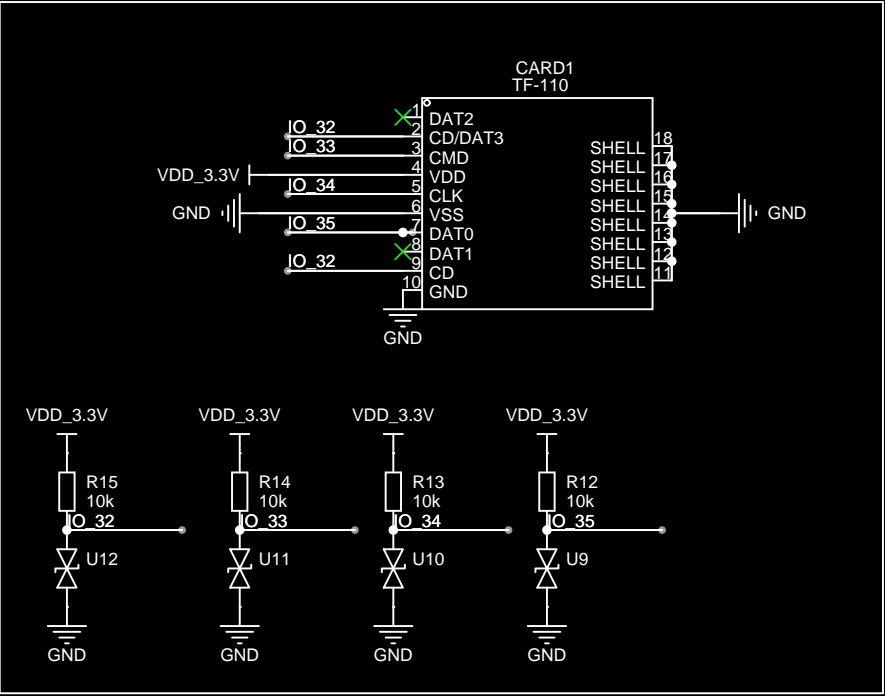 CARD1
TF-110
1 DAT2
IO_32 2 CD/DAT3
IO_33 3 CMD
VDD_3.3V 4 VDD
IO_34 5 CLK
GND 6 VSS
IO_35 7 DAT0
8 DAT1
IO_32 9 CD
10 GND
GND
SHELL 18
SHELL 17
SHELL 16
SHELL 15
SHELL 14
SHELL 13
SHELL 12
SHELL 11
GND
VDD_3.3V VDD_3.3V VDD_3.3V VDD_3.3V
R15 R14 R13 R12
10k 10k 10k 10k
IO_32 IO_33 IO_34 IO_35
U12 U11 U10 U9
GND GND GND GND